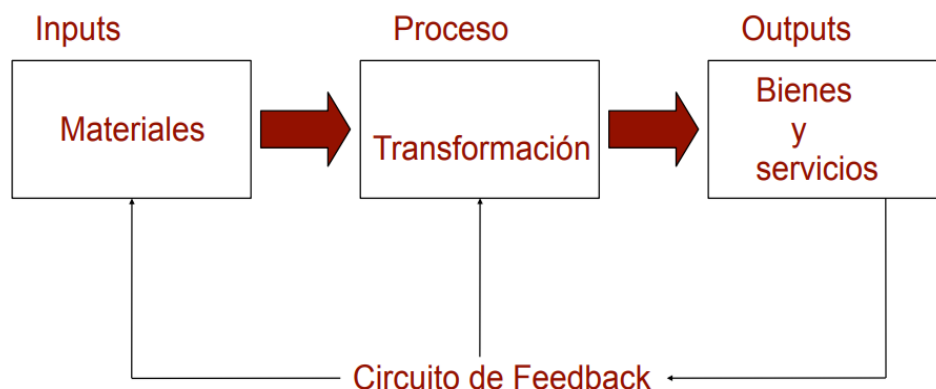 Inputs
Proceso
Outputs
Materiales
Transformación
Bienes
y
servicios
Circuito de Feedback